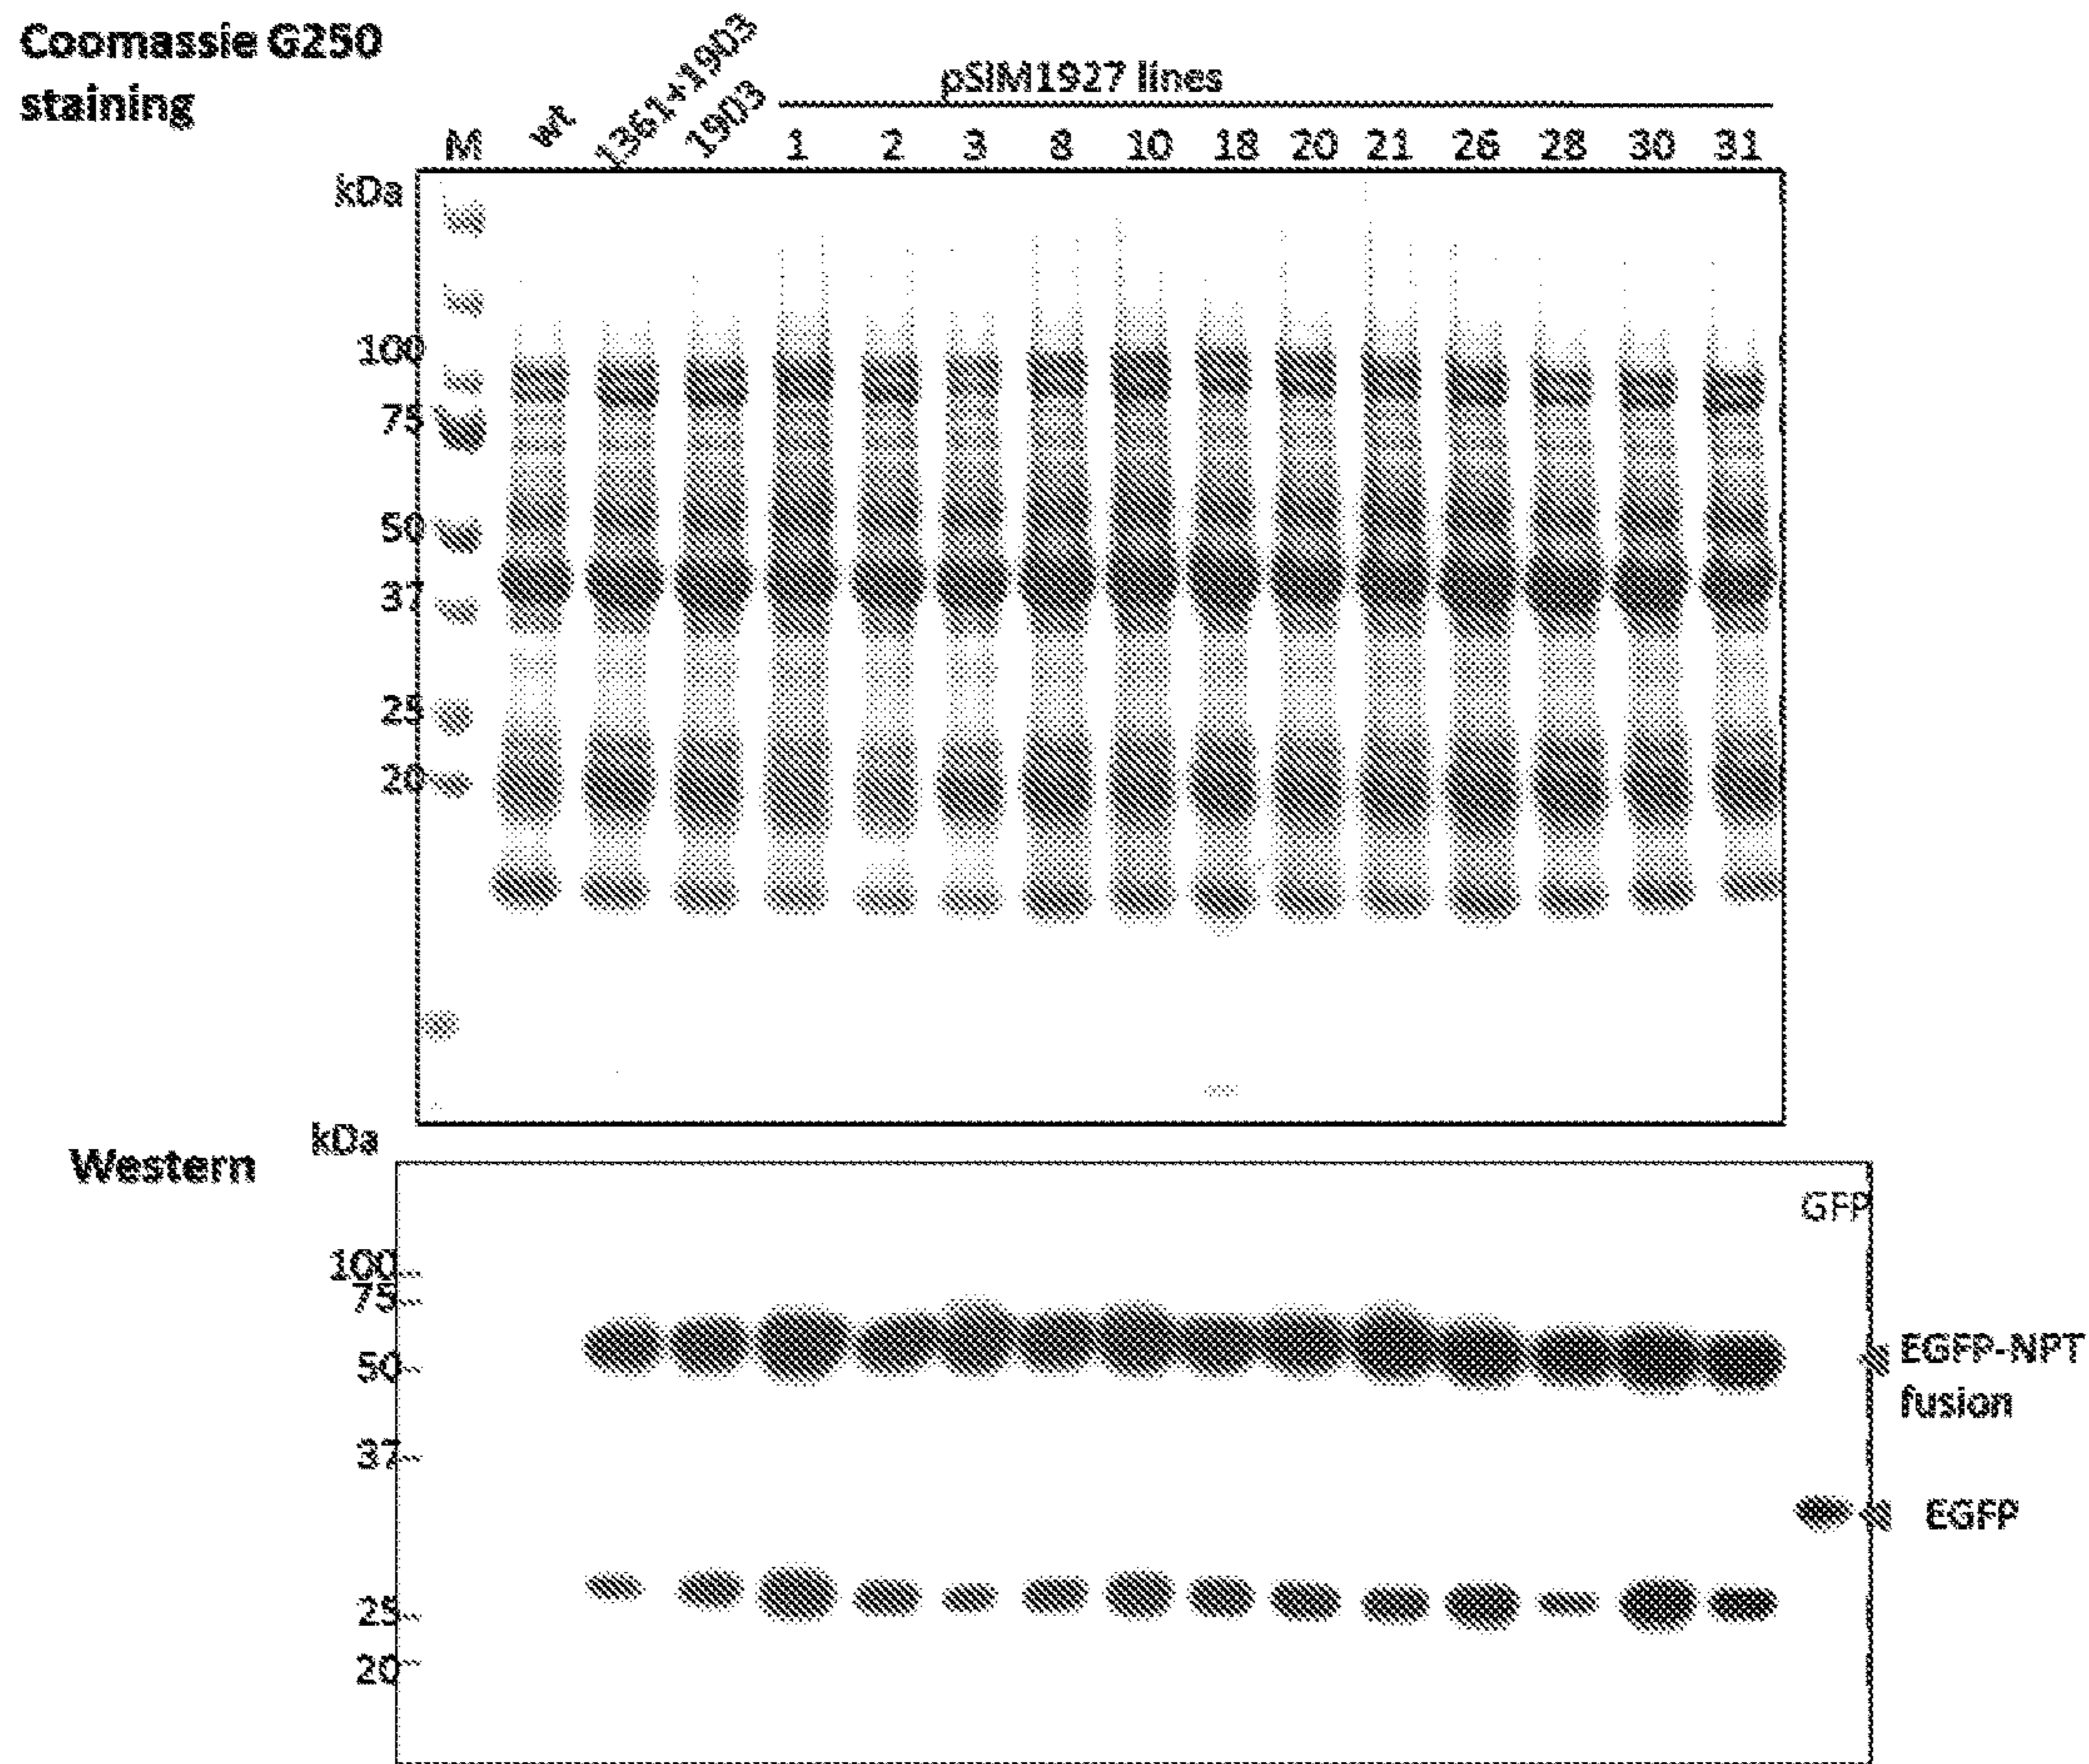 Coomassie G250
staining
M wt 1361+1903 1903 pSIM1927 lines
1 2 3 8 10 18 20 21 26 28 30 31
kDa
100
75
50
37
25
20
Western
kDa
GFP
100
75
50
37
25
20
EGFP-NPT
fusion
EGFP